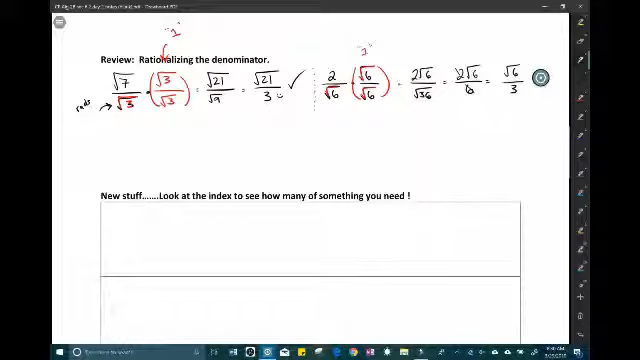 "1"
Review: Rationalizing the denominator.
"1"
√7/√3 • (√3/√3) = √21/√9 = √21/3 ✓
2/√6 • (√6/√6) = 2√6/√36 = 2√6/6 = √6/3
New stuff.......Look at the index to see how many of something you need !